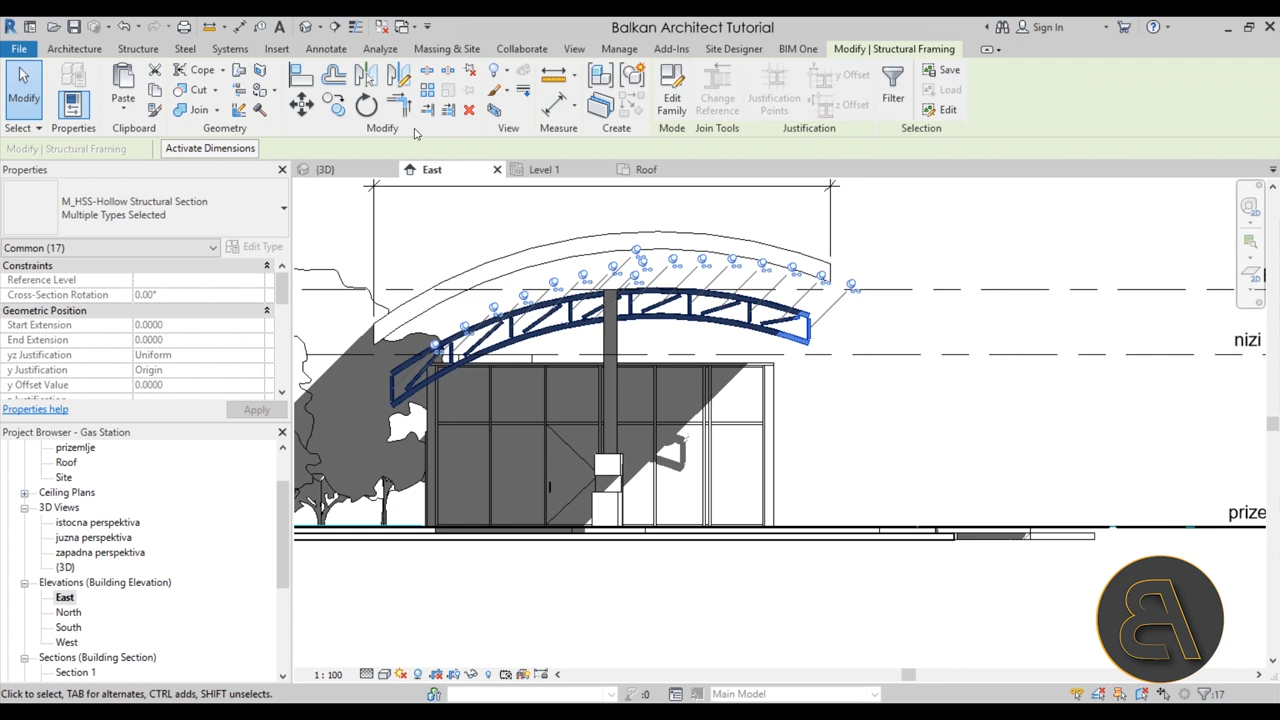 Balkan Architect Tutorial
Sign In
File Architecture Structure Steel Systems Insert Annotate Analyze Massing & Site Collaborate View Manage Add-Ins Site Designer BIM One Modify | Structural Framing
Modify
Properties
Paste
Cope
Cut
Join
Edit Family
Change Reference
Justification Points
y Offset
z Offset
Filter
Save
Load
Edit
Select Properties Clipboard Geometry Modify View Measure Create Mode Join Tools Justification Selection
Modify | Structural Framing Activate Dimensions
{3D} East Level 1 Roof
Properties
M_HSS-Hollow Structural Section
Multiple Types Selected
Common (17) Edit Type
Constraints
Reference Level
Cross-Section Rotation 0.00°
Geometric Position
Start Extension 0.0000
End Extension 0.0000
yz Justification Uniform
y Justification Origin
y Offset Value 0.0000
Properties help Apply
Project Browser - Gas Station
prizemlje
Roof
Site
Ceiling Plans
3D Views
istocna perspektiva
juzna perspektiva
zapadna perspektiva
{3D}
Elevations (Building Elevation)
East
North
South
West
Sections (Building Section)
Section 1
nizi
prize
2D
1 : 100
Click to select, TAB for alternates, CTRL adds, SHIFT unselects.
:0
Main Model
:17